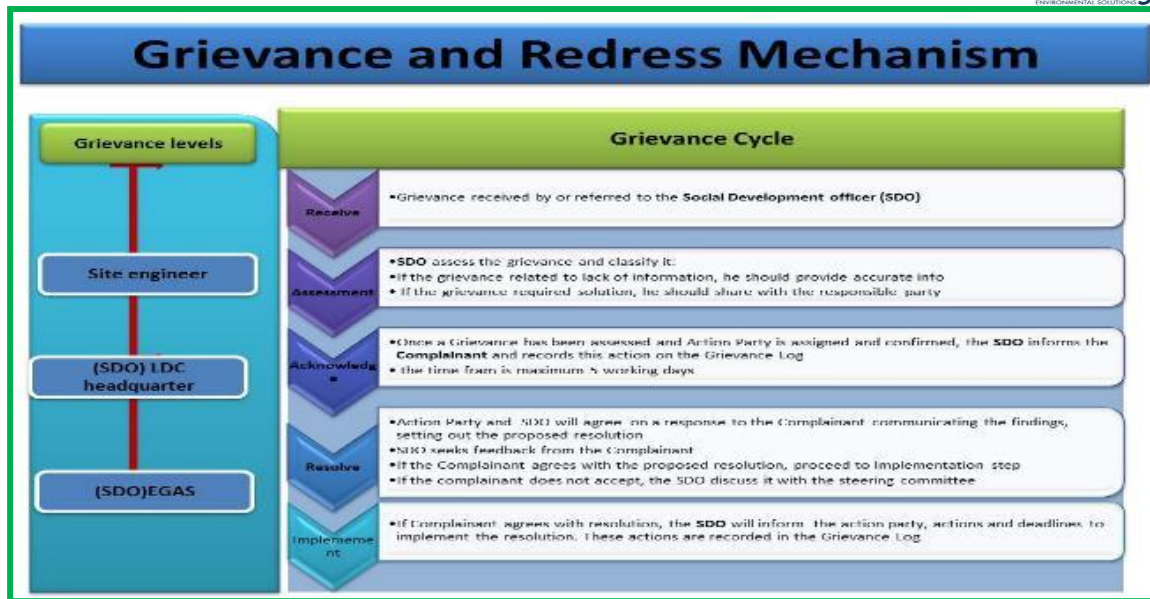 ENVIRONMENTAL SOLUTIONS
Grievance and Redress Mechanism
Grievance levels
Site engineer
(SDO) LDC
headquarter
(SDO)EGAS
Grievance Cycle
Receive
•Grievance received by or referred to the Social Development officer (SDO)
Assessment
•SDO assess the grievance and classify it:
•If the grievance related to lack of information, he should provide accurate info
• If the grievance required solution, he should share with the responsible party
Acknowledg
e
•Once a Grievance has been assessed and Action Party is assigned and confirmed, the SDO informs the
Complainant and records this action on the Grievance Log
• the time fram is maximum 5 working days
Resolve
•Action Party and SDO will agree on a response to the Complainant communicating the findings,
setting out the proposed resolution
•SDO seeks feedback from the Complainant
•If the Complainant agrees with the proposed resolution, proceed to Implementation step
•If the complainant does not accept, the SDO discuss it with the steering committee
Implememe
nt
•If Complainant agrees with resolution, the SDO will inform the action party, actions and deadlines to
implement the resolution. These actions are recorded in the Grievance Log